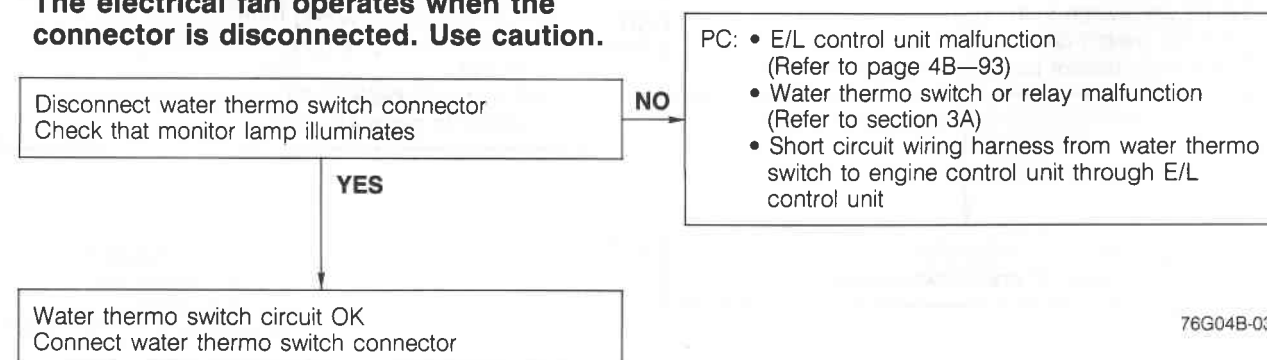 The electrical fan operates when the
connector is disconnected. Use caution.
Disconnect water thermo switch connector
Check that monitor lamp illuminates
NO
PC: • E/L control unit malfunction
(Refer to page 4B—93)
• Water thermo switch or relay malfunction
(Refer to section 3A)
• Short circuit wiring harness from water thermo
switch to engine control unit through E/L
control unit
YES
Water thermo switch circuit OK
Connect water thermo switch connector
76G04B-03